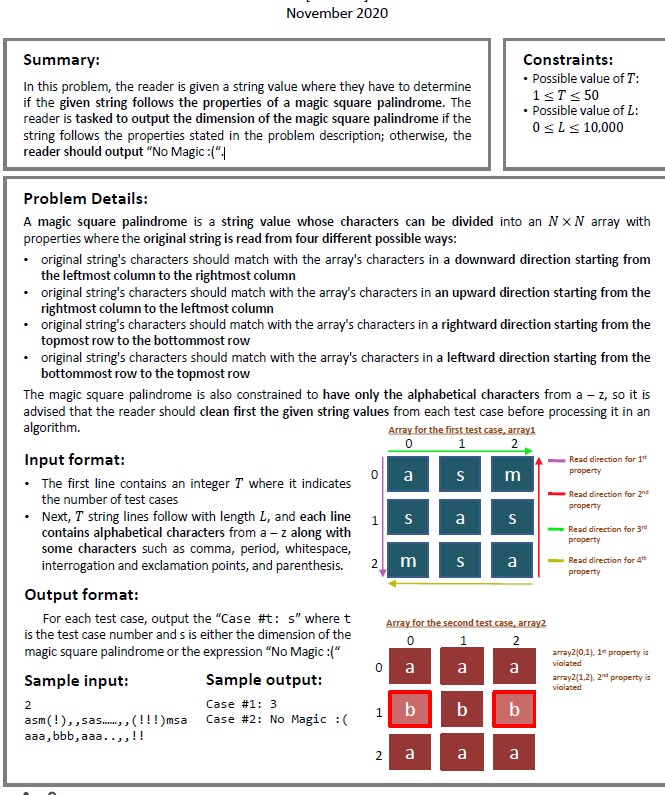 November 2020
Summary:
In this problem, the reader is given a string value where they have to determine
if the given string follows the properties of a magic square palindrome. The
reader is tasked to output the dimension of the magic square palindrome if the
string follows the properties stated in the problem description; otherwise, the
reader should output “No Magic :(“.
Constraints:
• Possible value of T:
1 ≤ T ≤ 50
• Possible value of L:
0 ≤ L ≤ 10,000
Problem Details:
A magic square palindrome is a string value whose characters can be divided into an N × N array with
properties where the original string is read from four different possible ways:
• original string's characters should match with the array's characters in a downward direction starting from
the leftmost column to the rightmost column
• original string's characters should match with the array's characters in an upward direction starting from the
rightmost column to the leftmost column
• original string's characters should match with the array's characters in a rightward direction starting from the
topmost row to the bottommost row
• original string's characters should match with the array's characters in a leftward direction starting from the
bottommost row to the topmost row
The magic square palindrome is also constrained to have only the alphabetical characters from a – z, so it is
advised that the reader should clean first the given string values from each test case before processing it in an
algorithm.
Input format:
• The first line contains an integer T where it indicates
the number of test cases
• Next, T string lines follow with length L, and each line
contains alphabetical characters from a – z along with
some characters such as comma, period, whitespace,
interrogation and exclamation points, and parenthesis.
Output format:
For each test case, output the “Case #t: s” where t
is the test case number and s is either the dimension of the
magic square palindrome or the expression “No Magic :(“
Sample input:
2
asm(!),,sas……,,(!!!)msa
aaa,bbb,aaa..,,!!
Sample output:
Case #1: 3
Case #2: No Magic :(
Array for the first test case, array1
0 1 2
0 a s m
1 s a s
2 m s a
Read direction for 1st
property
Read direction for 2nd
property
Read direction for 3rd
property
Read direction for 4th
property
Array for the second test case, array2
0 1 2
0 a a a
1 b b b
2 a a a
array2(0,1), 1st property is
violated
array2(1,2), 2nd property is
violated